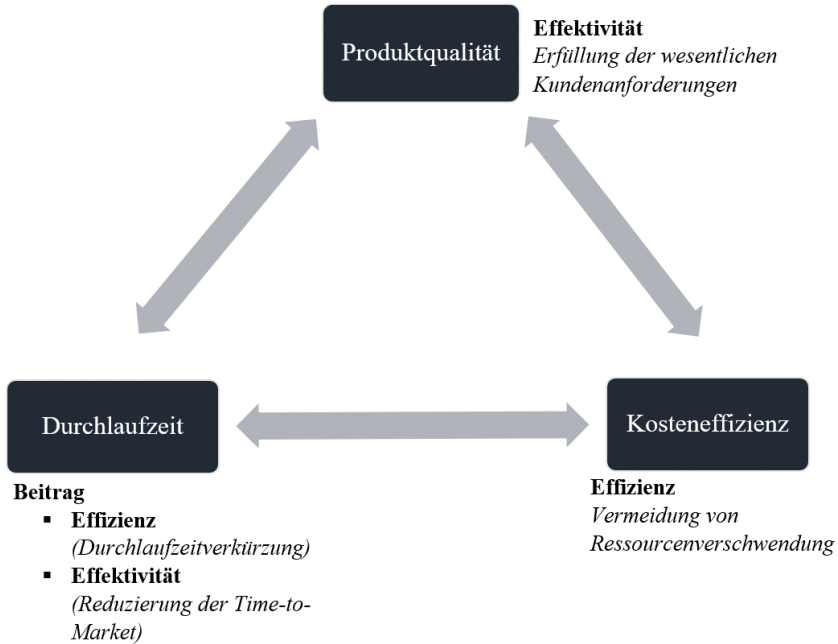 Produktqualität
Effektivität
Erfüllung der wesentlichen
Kundenanforderungen
Durchlaufzeit
Beitrag
▪ Effizienz
(Durchlaufzeitverkürzung)
▪ Effektivität
(Reduzierung der Time-to-
Market)
Kosteneffizienz
Effizienz
Vermeidung von
Ressourcenverschwendung